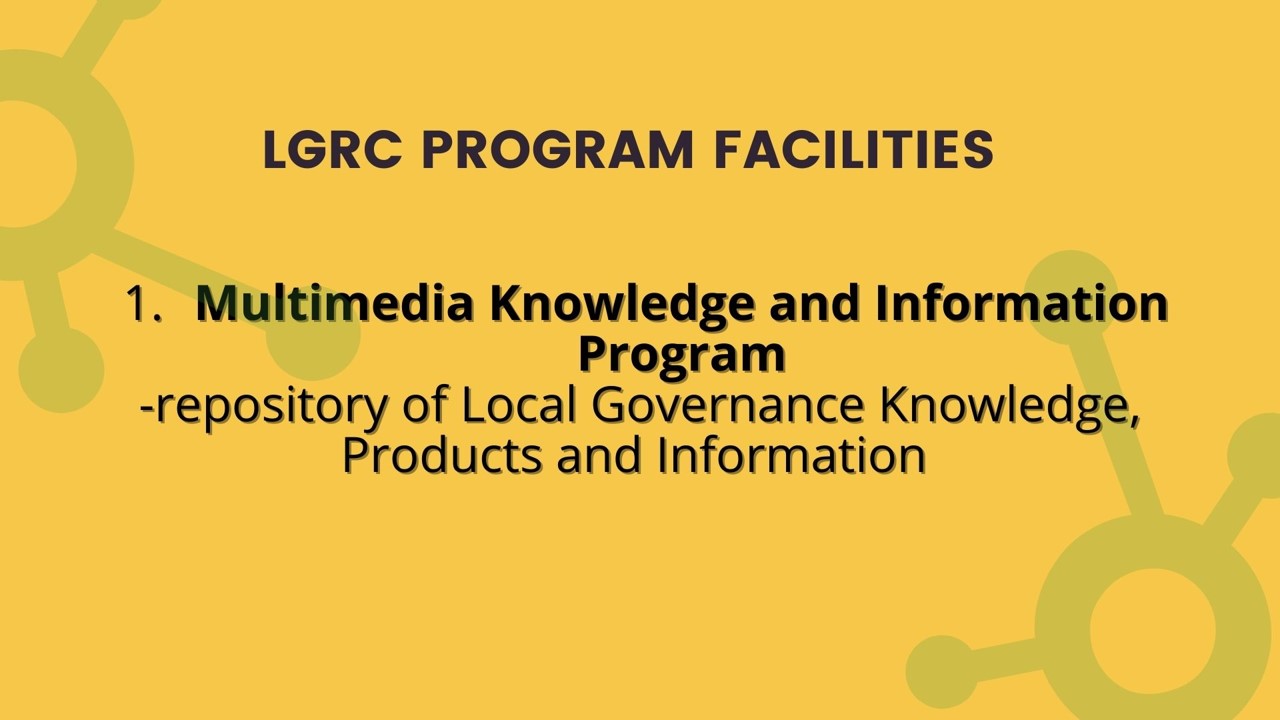 LGRC PROGRAM FACILITIES
1. Multimedia Knowledge and Information
Program
-repository of Local Governance Knowledge,
Products and Information